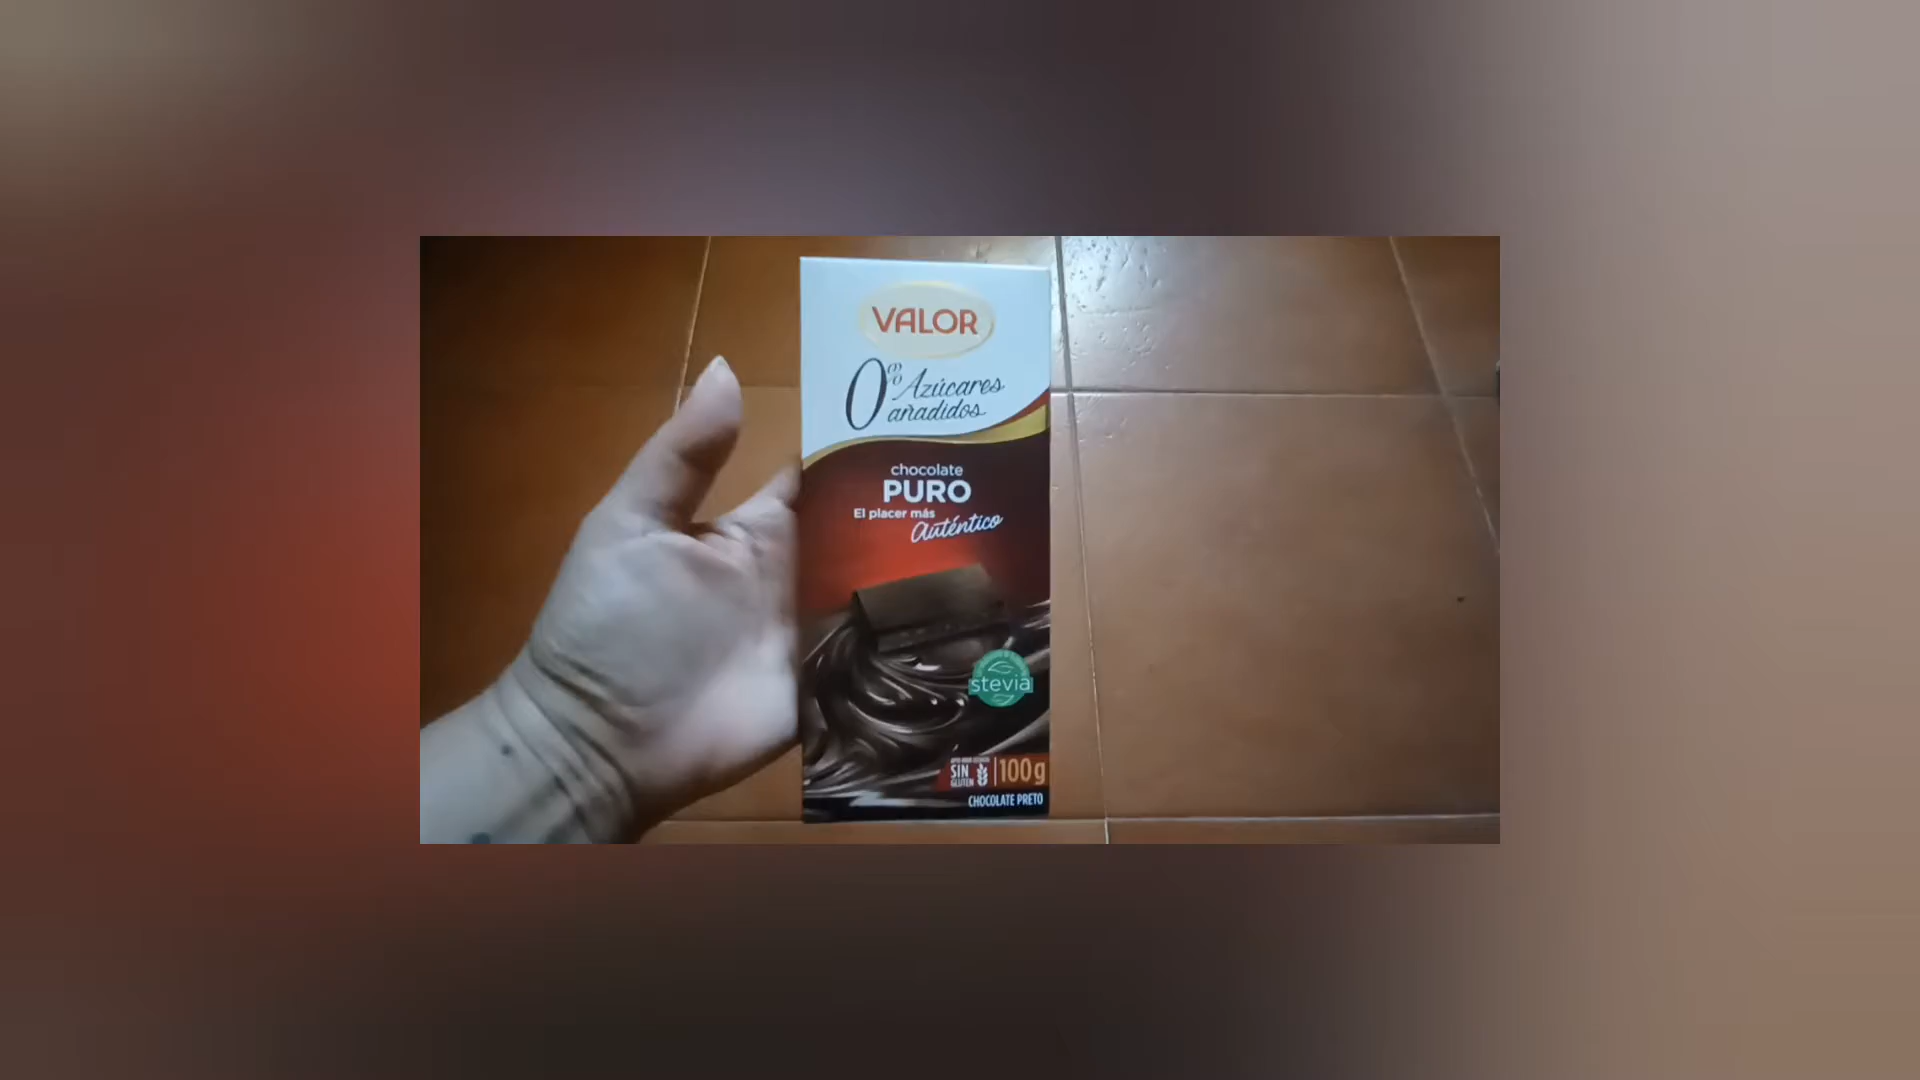 VALOR
0% Azúcares
añadidos
chocolate
PURO
El placer más
Auténtico
stevia
SIN
GLUTEN
100g
CHOCOLATE PRETO